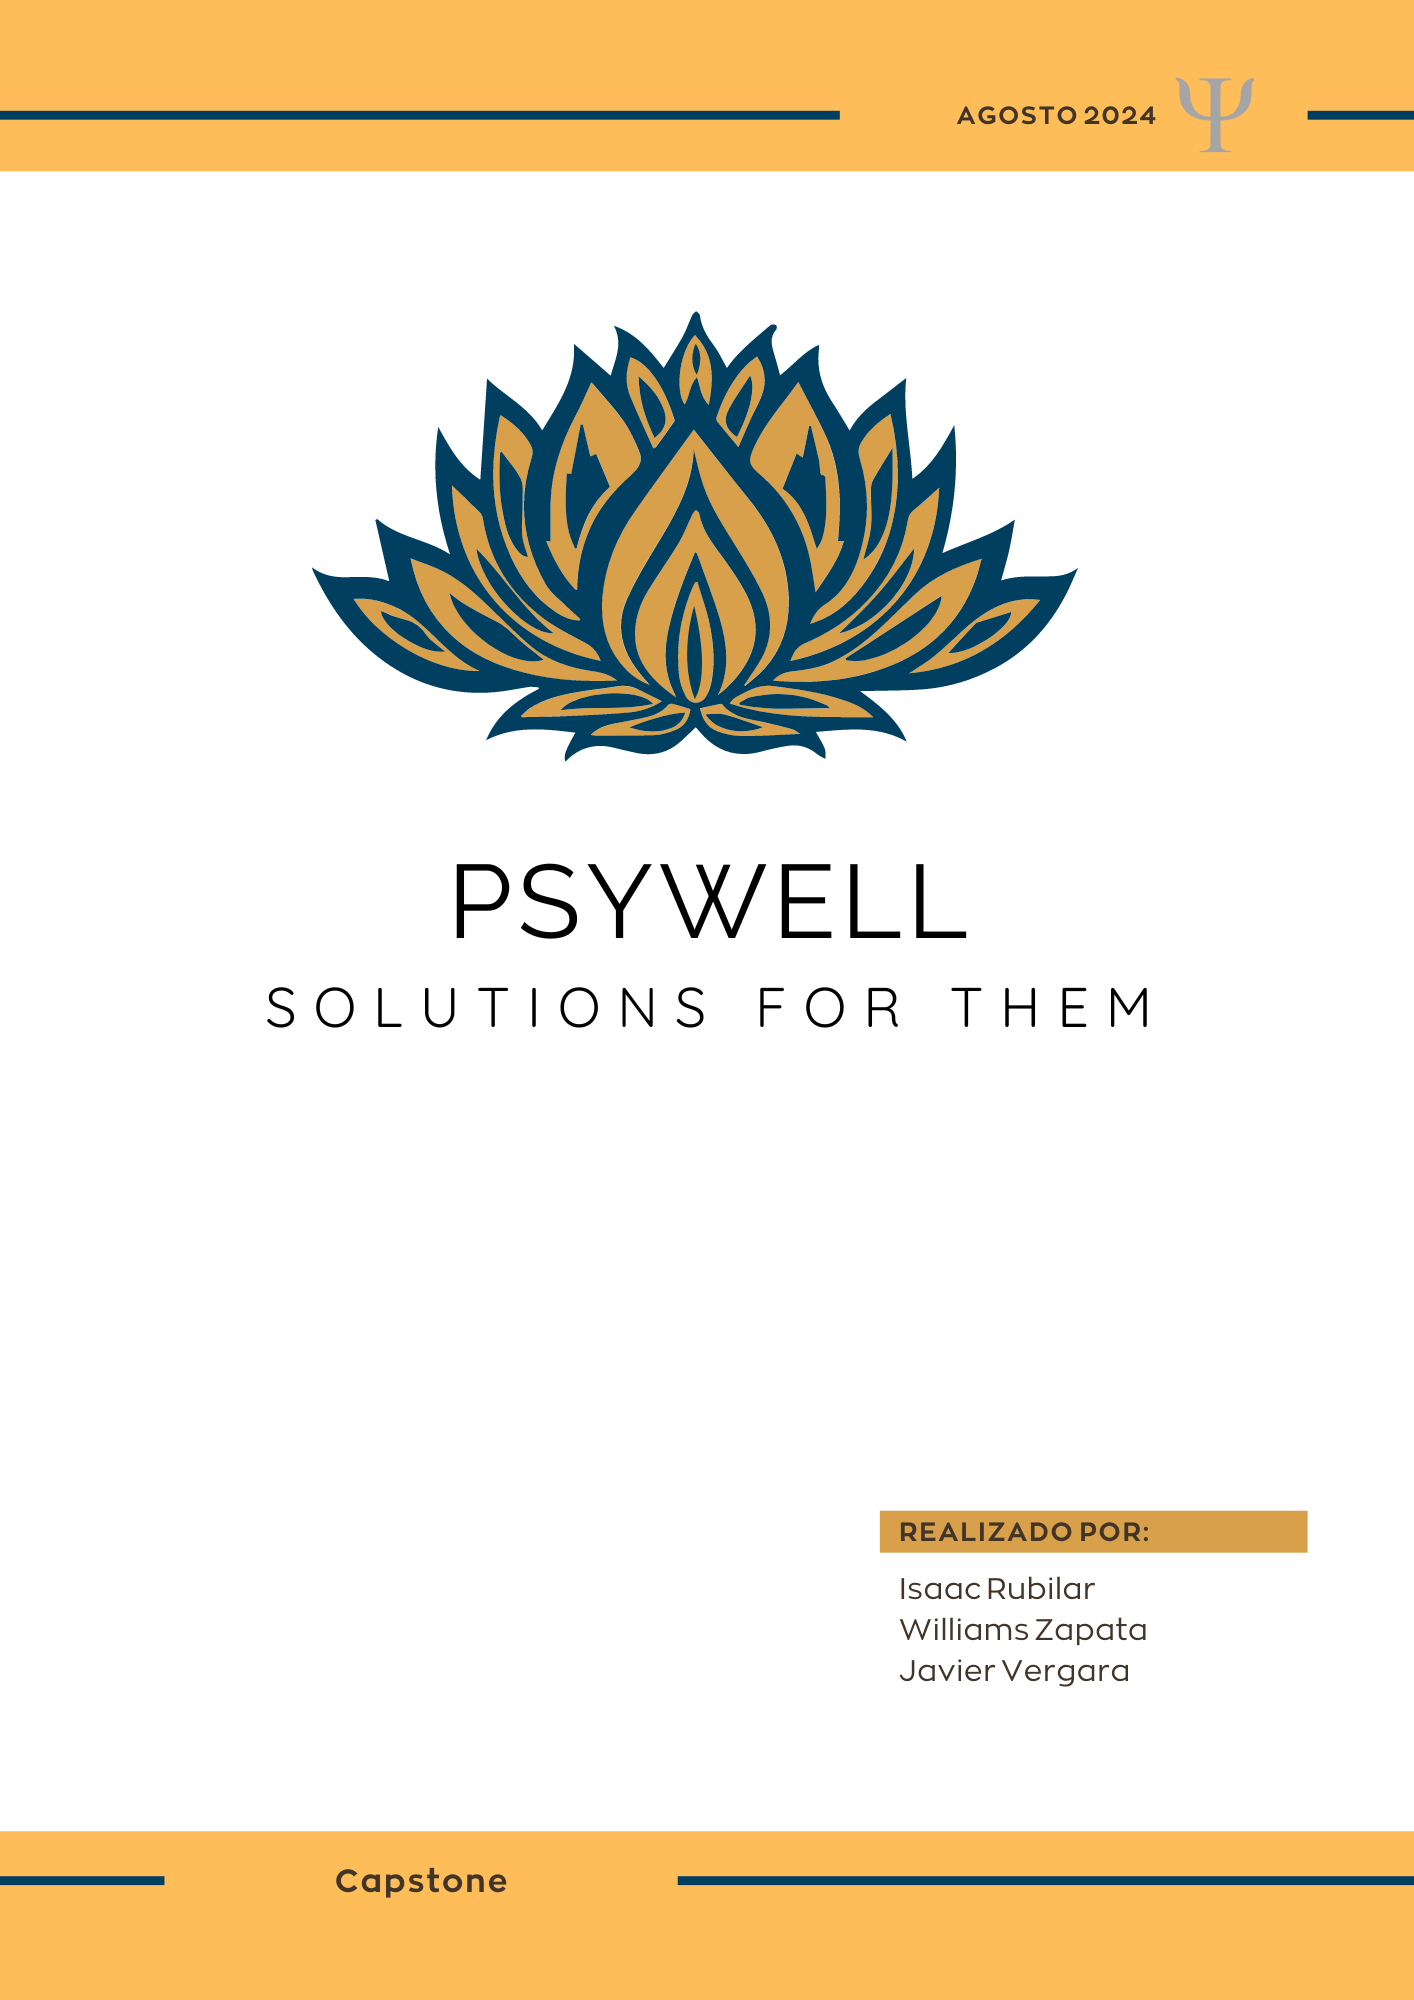 AGOSTO 2024 Ψ
PSYWELL
SOLUTIONS FOR THEM
REALIZADO POR:
Isaac Rubilar
Williams Zapata
Javier Vergara
Capstone